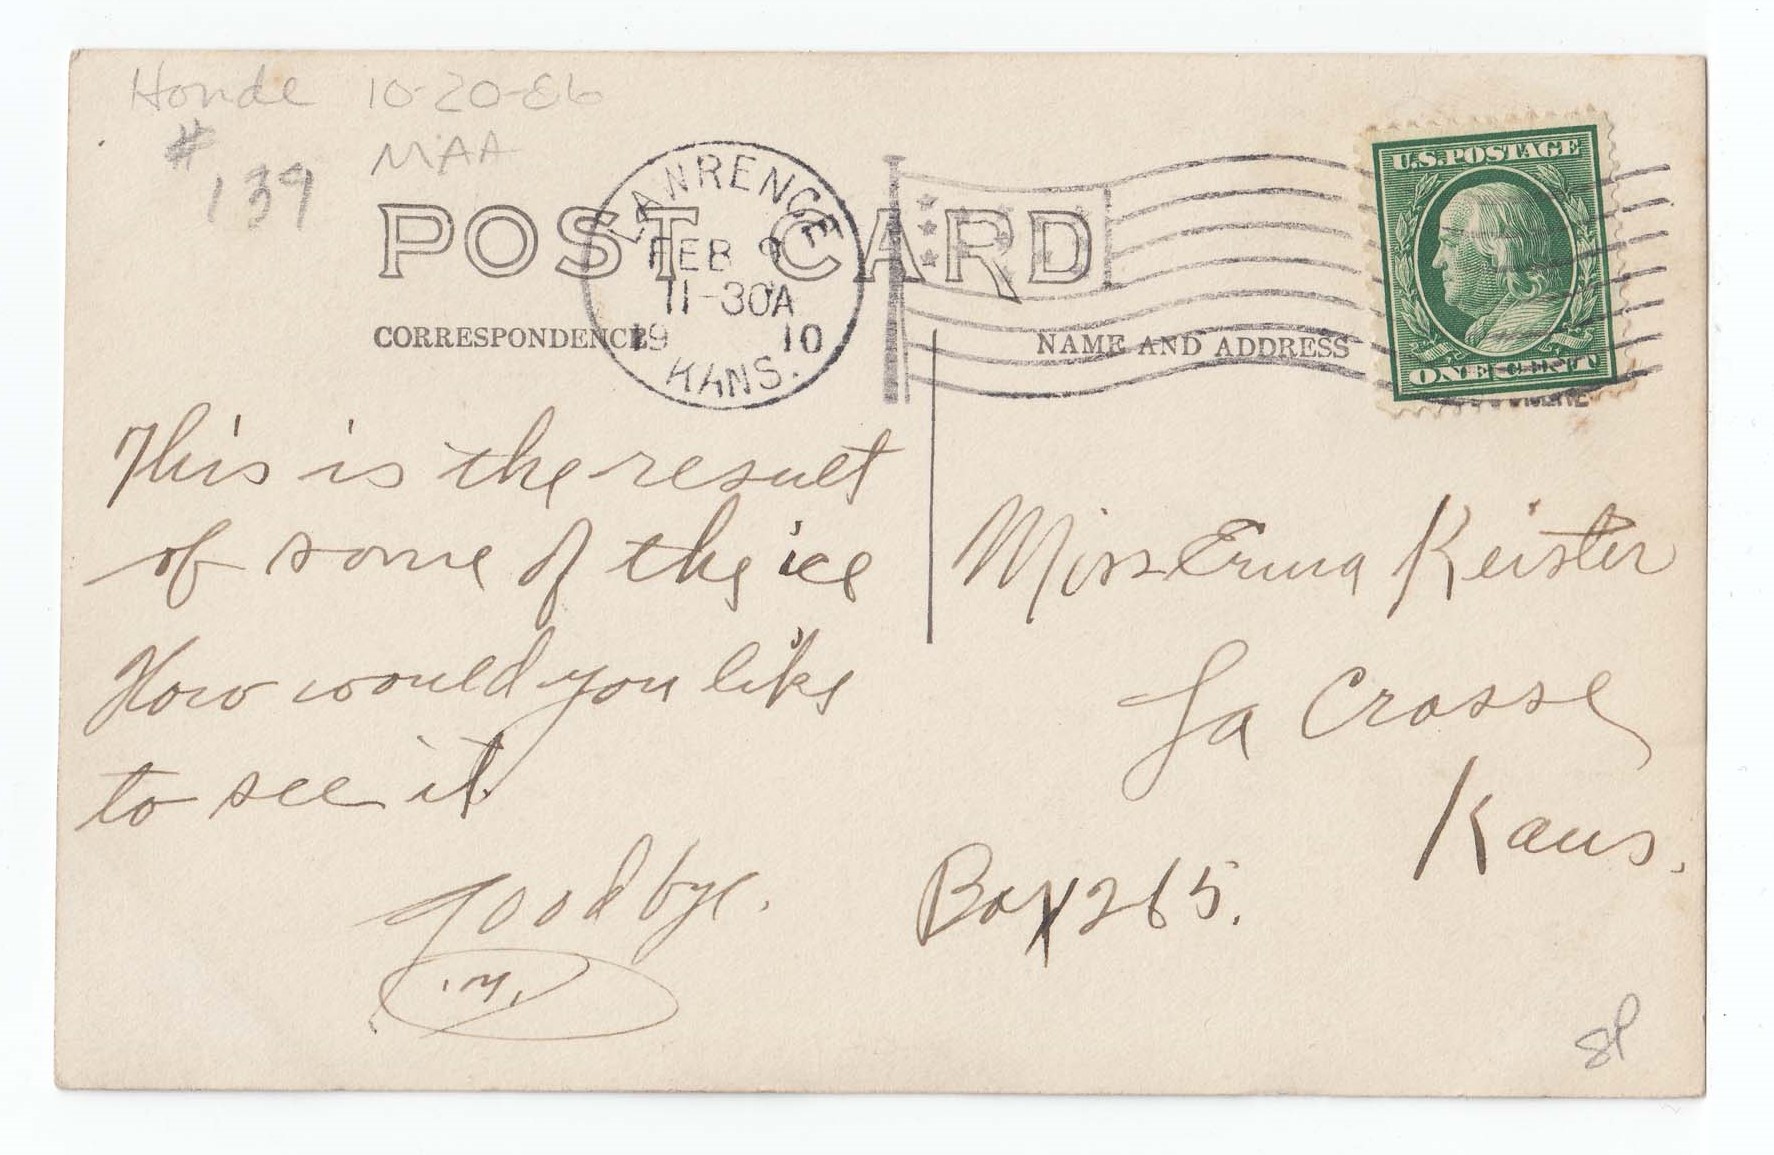 Honde 10-20-86
# 139 MAA
POST CARD
LAWRENCE
FEB 9
11-30A
1910
KANS.
U.S. POSTAGE
ONE CENT
CORRESPONDENCE
NAME AND ADDRESS
This is the result
of some of the ice
How would you like
to see it
Goodbye.
.M.
Miss Erma Keister
La Crosse
Kans.
Box 265.